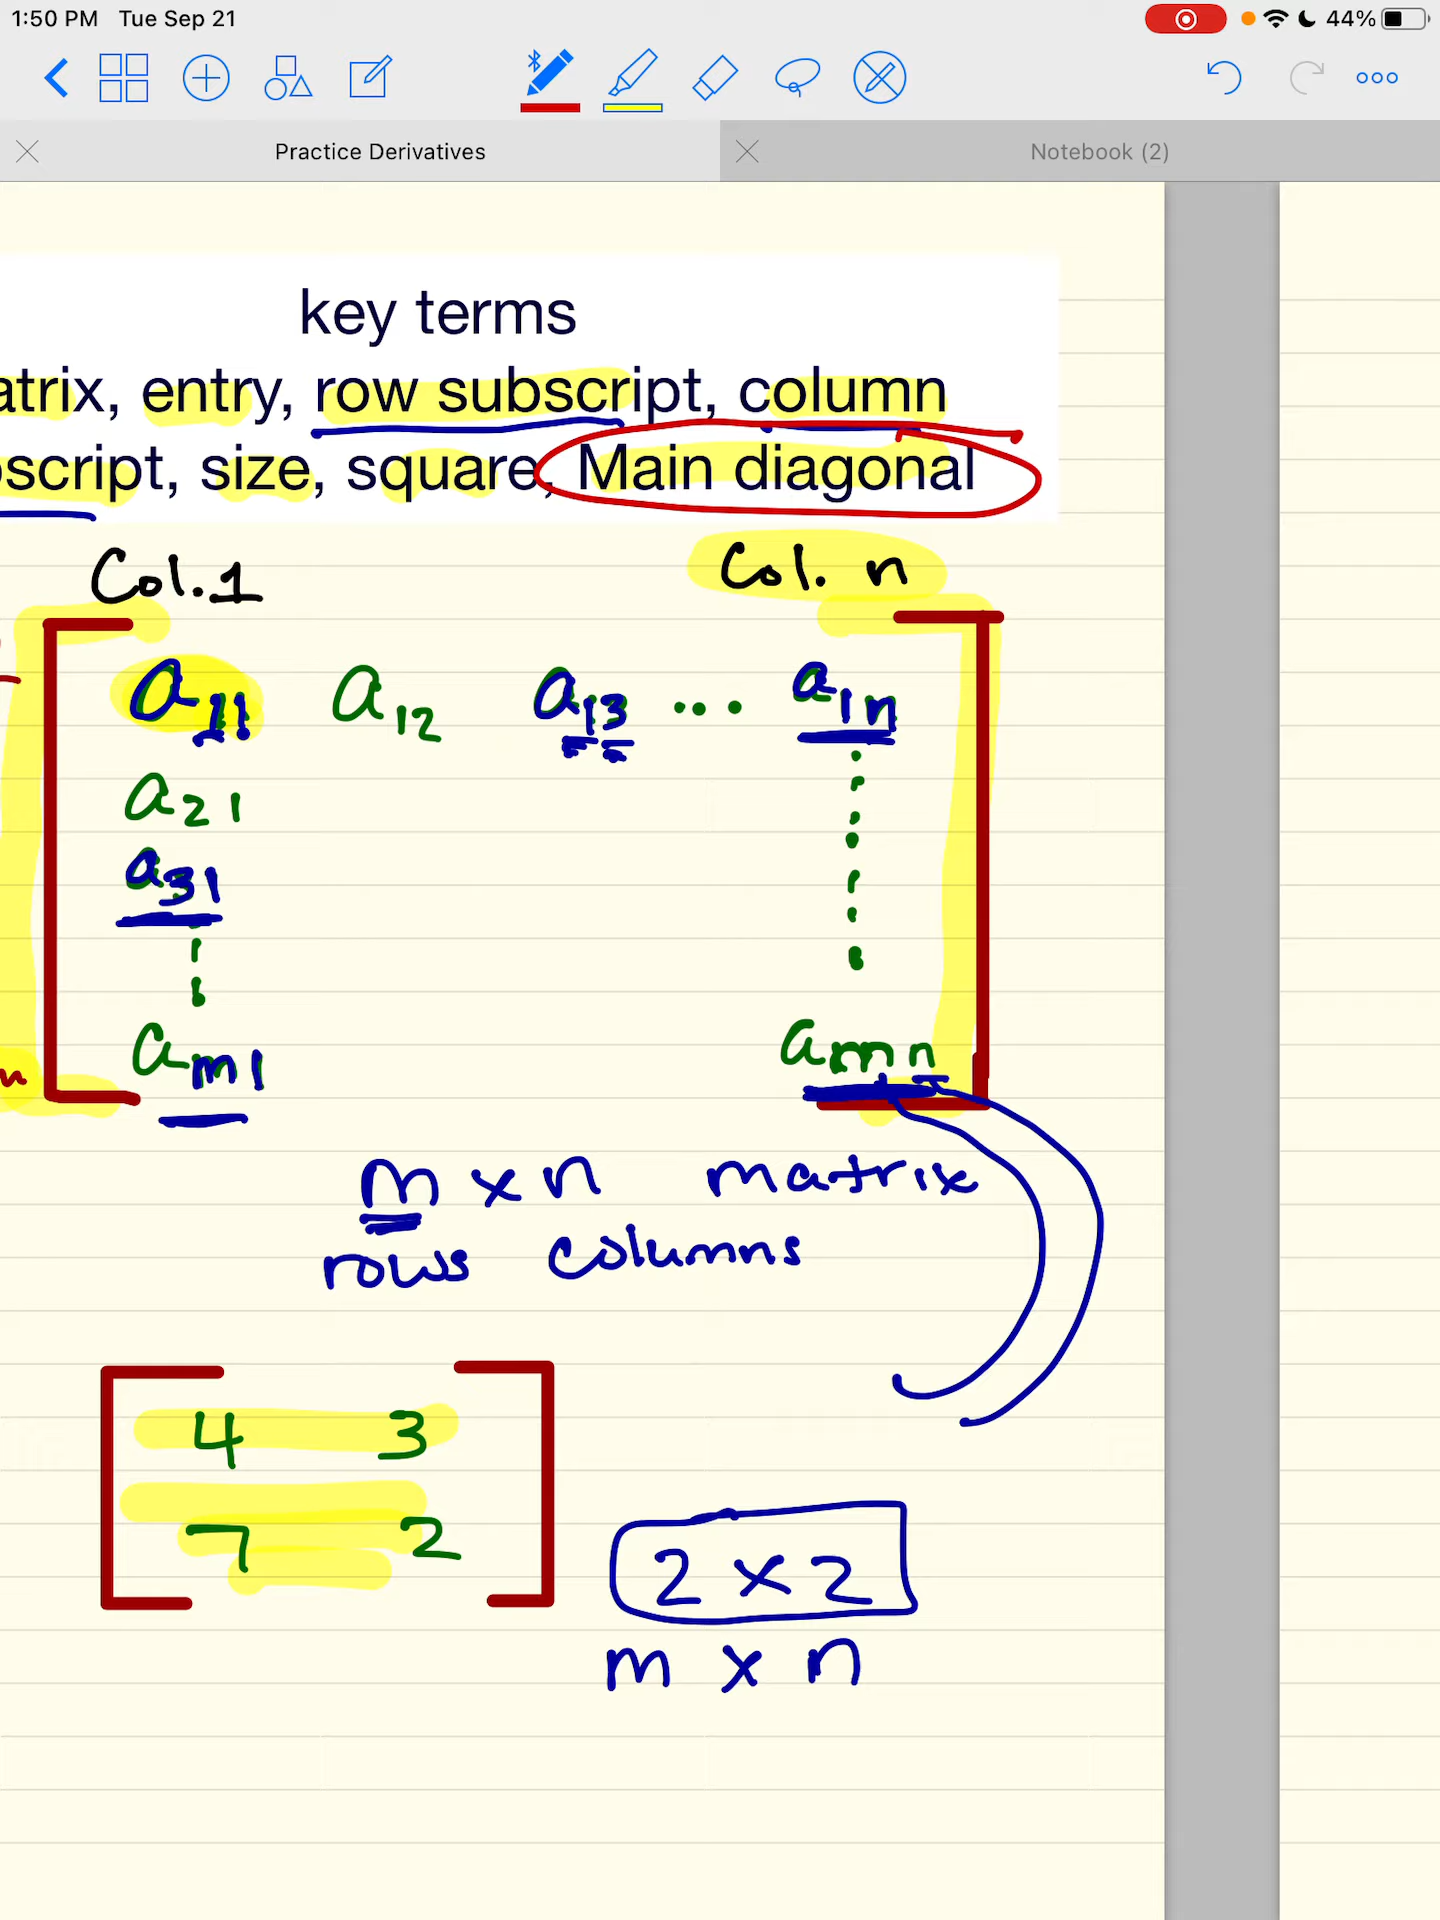 1:50 PM Tue Sep 21 44%
Practice Derivatives Notebook (2)
key terms
atrix, entry, row subscript, column
script, size, square, Main diagonal
Col.1 Col. n
a11 a12 a13 ... a1n
a21
a31
am1 amn
n
m x n matrix
rows columns
4 3
7 2
2 x 2
m x n